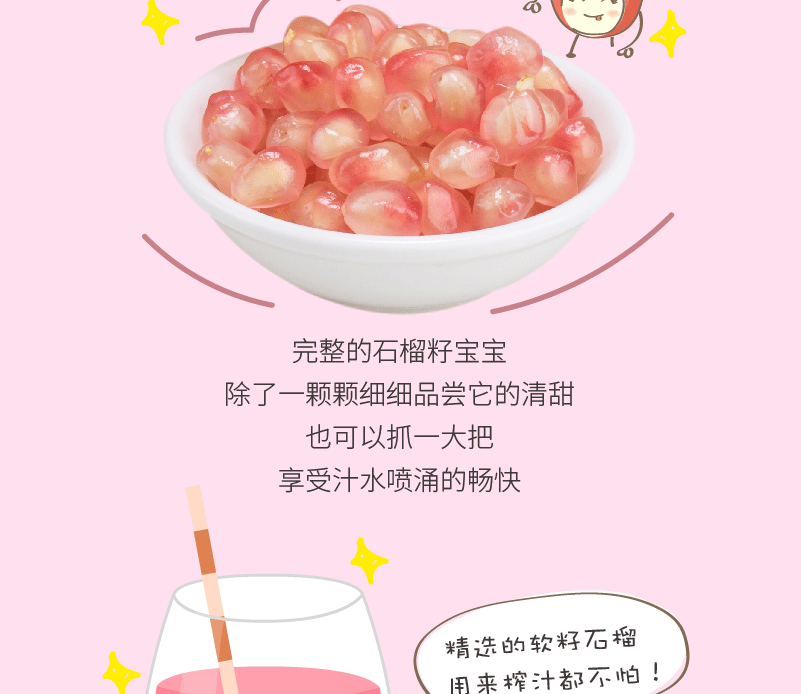 完整的石榴籽宝宝
除了一颗颗细细品尝它的清甜
也可以抓一大把
享受汁水喷涌的畅快
精选的软籽石榴
用来榨汁都不怕！